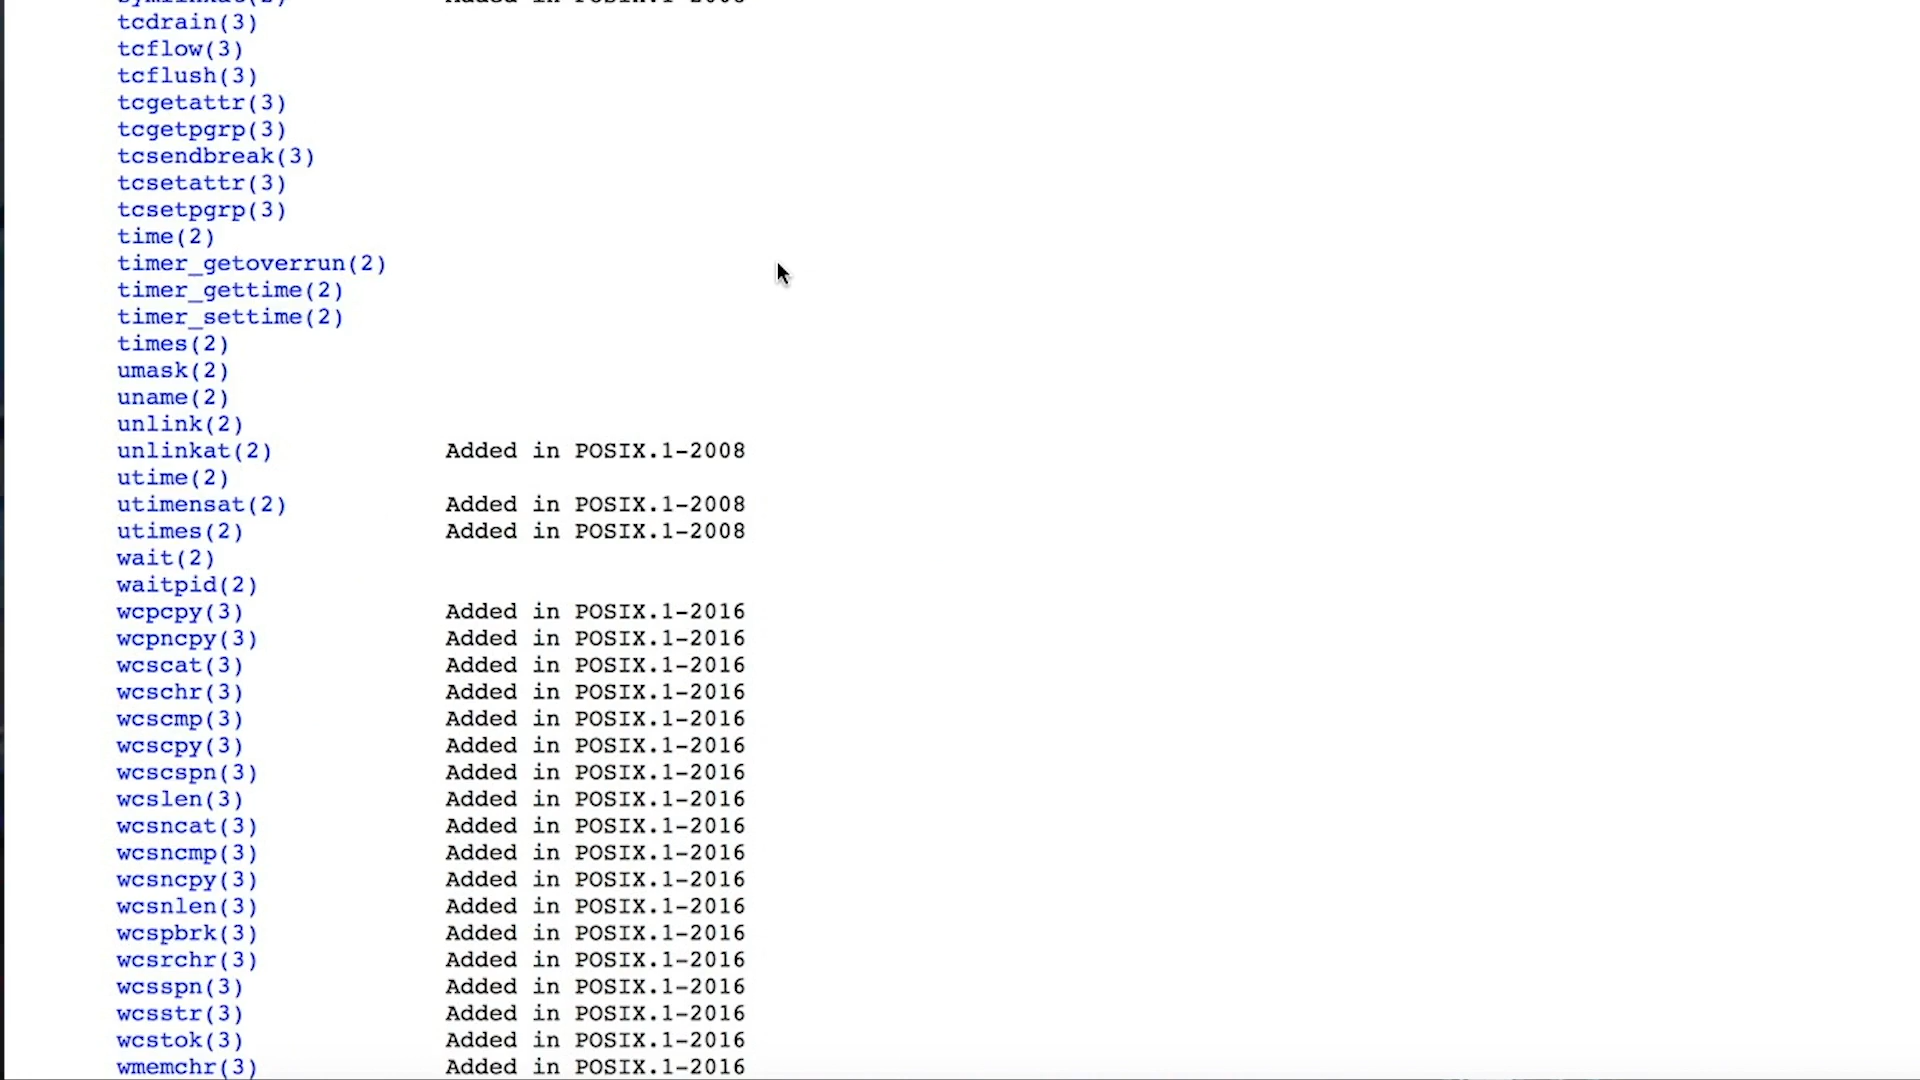 symlinkat(2) Added in POSIX.1-2008
tcdrain(3)
tcflow(3)
tcflush(3)
tcgetattr(3)
tcgetpgrp(3)
tcsendbreak(3)
tcsetattr(3)
tcsetpgrp(3)
time(2)
timer_getoverrun(2)
timer_gettime(2)
timer_settime(2)
times(2)
umask(2)
uname(2)
unlink(2)
unlinkat(2) Added in POSIX.1-2008
utime(2)
utimensat(2) Added in POSIX.1-2008
utimes(2) Added in POSIX.1-2008
wait(2)
waitpid(2)
wcpcpy(3) Added in POSIX.1-2016
wcpncpy(3) Added in POSIX.1-2016
wcscat(3) Added in POSIX.1-2016
wcschr(3) Added in POSIX.1-2016
wcscmp(3) Added in POSIX.1-2016
wcscpy(3) Added in POSIX.1-2016
wcscspn(3) Added in POSIX.1-2016
wcslen(3) Added in POSIX.1-2016
wcsncat(3) Added in POSIX.1-2016
wcsncmp(3) Added in POSIX.1-2016
wcsncpy(3) Added in POSIX.1-2016
wcsnlen(3) Added in POSIX.1-2016
wcspbrk(3) Added in POSIX.1-2016
wcsrchr(3) Added in POSIX.1-2016
wcsspn(3) Added in POSIX.1-2016
wcsstr(3) Added in POSIX.1-2016
wcstok(3) Added in POSIX.1-2016
wmemchr(3) Added in POSIX.1-2016